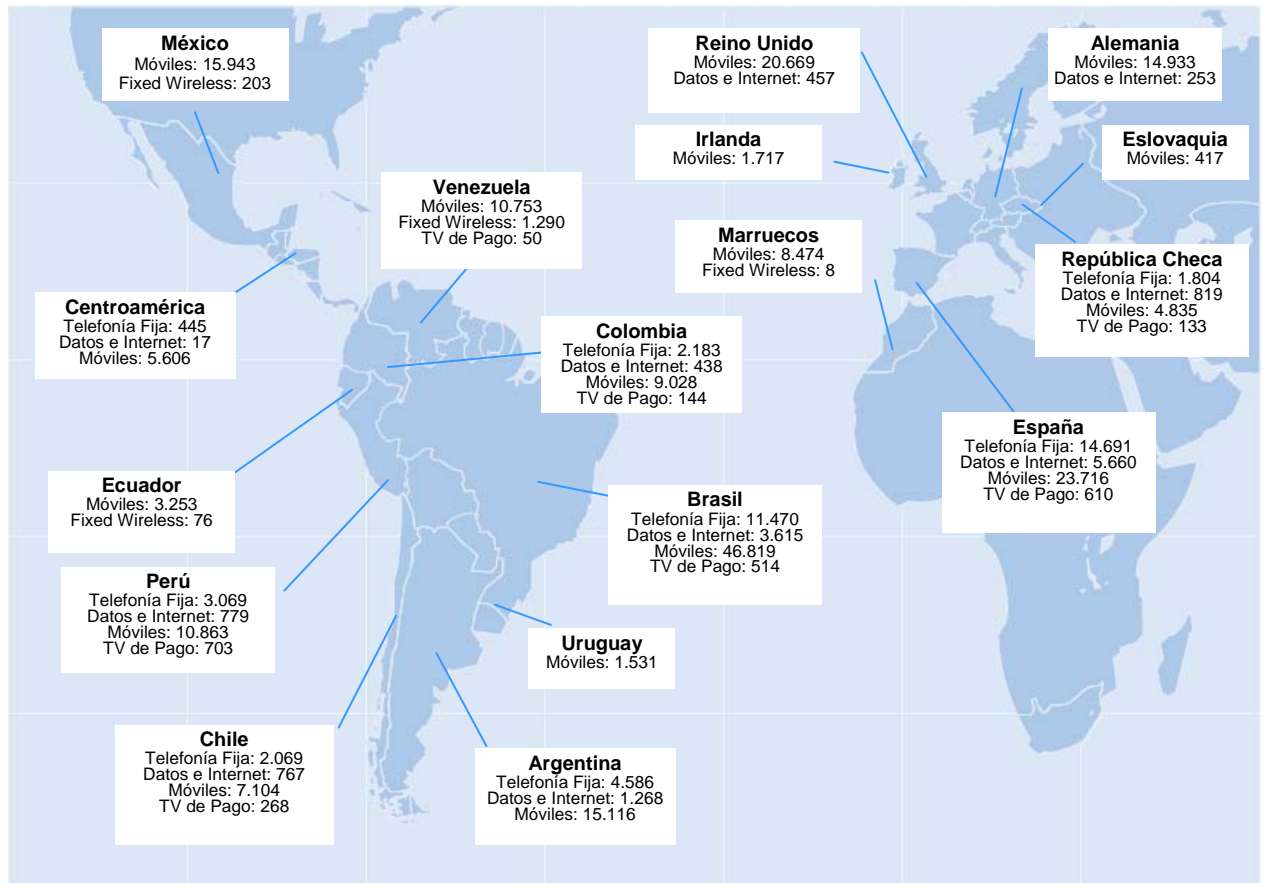 México
Móviles: 15.943
Fixed Wireless: 203
Reino Unido
Móviles: 20.669
Datos e Internet: 457
Alemania
Móviles: 14.933
Datos e Internet: 253
Irlanda
Móviles: 1.717
Eslovaquia
Móviles: 417
Venezuela
Móviles: 10.753
Fixed Wireless: 1.290
TV de Pago: 50
Marruecos
Móviles: 8.474
Fixed Wireless: 8
República Checa
Telefonía Fija: 1.804
Datos e Internet: 819
Móviles: 4.835
TV de Pago: 133
Centroamérica
Telefonía Fija: 445
Datos e Internet: 17
Móviles: 5.606
Colombia
Telefonía Fija: 2.183
Datos e Internet: 438
Móviles: 9.028
TV de Pago: 144
España
Telefonía Fija: 14.691
Datos e Internet: 5.660
Móviles: 23.716
TV de Pago: 610
Ecuador
Móviles: 3.253
Fixed Wireless: 76
Brasil
Telefonía Fija: 11.470
Datos e Internet: 3.615
Móviles: 46.819
TV de Pago: 514
Perú
Telefonía Fija: 3.069
Datos e Internet: 779
Móviles: 10.863
TV de Pago: 703
Uruguay
Móviles: 1.531
Chile
Telefonía Fija: 2.069
Datos e Internet: 767
Móviles: 7.104
TV de Pago: 268
Argentina
Telefonía Fija: 4.586
Datos e Internet: 1.268
Móviles: 15.116